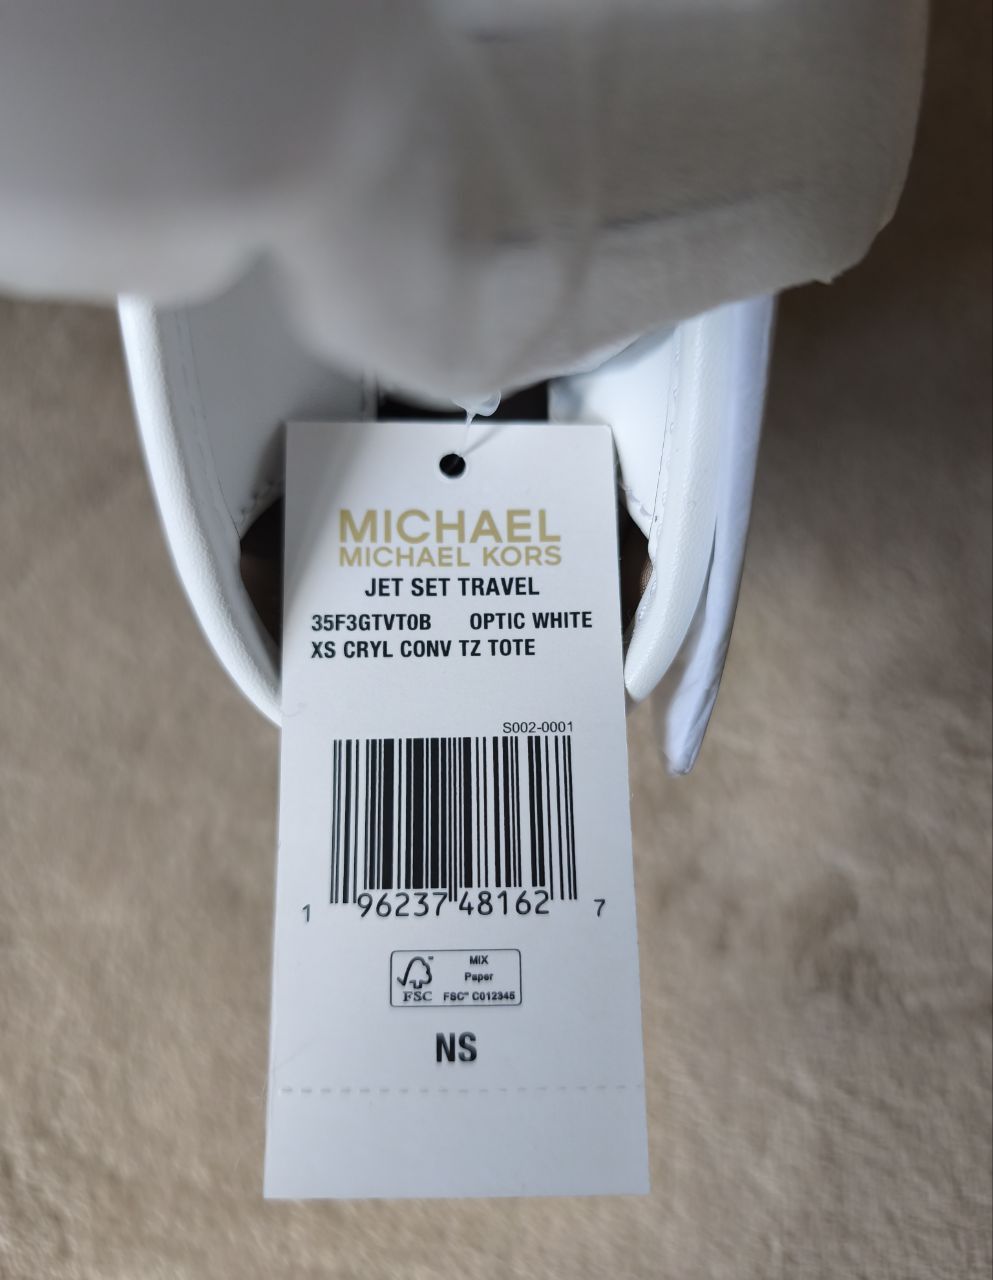 MICHAEL
MICHAEL KORS
JET SET TRAVEL
35F3GTVT0B OPTIC WHITE
XS CRYL CONV TZ TOTE
S002-0001
1 96237 48162 7
FSC
MIX
Paper
FSC™ C012345
NS